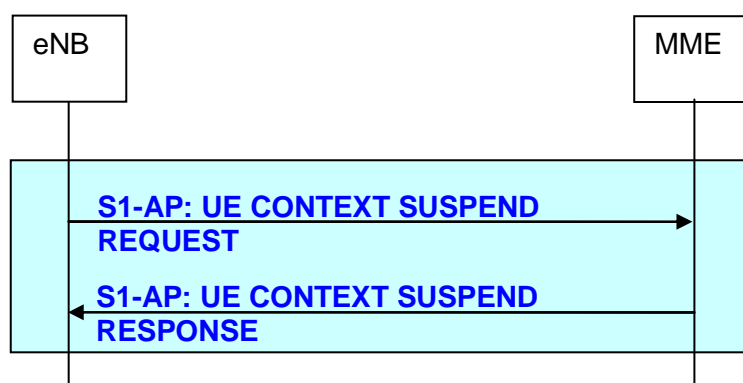 eNB
MME
S1-AP: UE CONTEXT SUSPEND
REQUEST
S1-AP: UE CONTEXT SUSPEND
RESPONSE